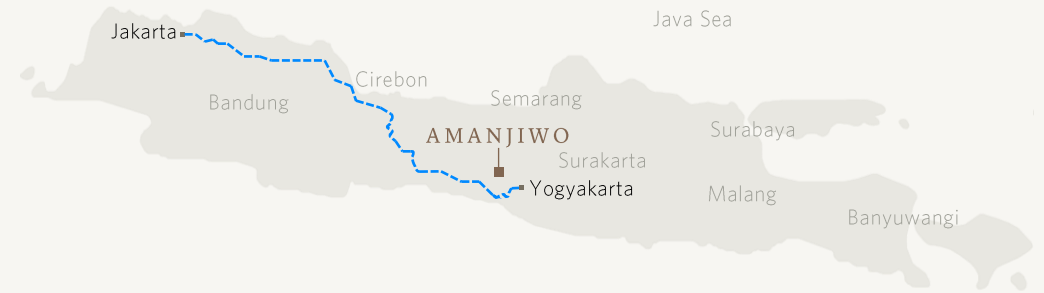 Java Sea
Jakarta
Cirebon
Bandung
Semarang
AMANJIWO
Surabaya
Surakarta
Yogyakarta
Malang
Banyuwangi